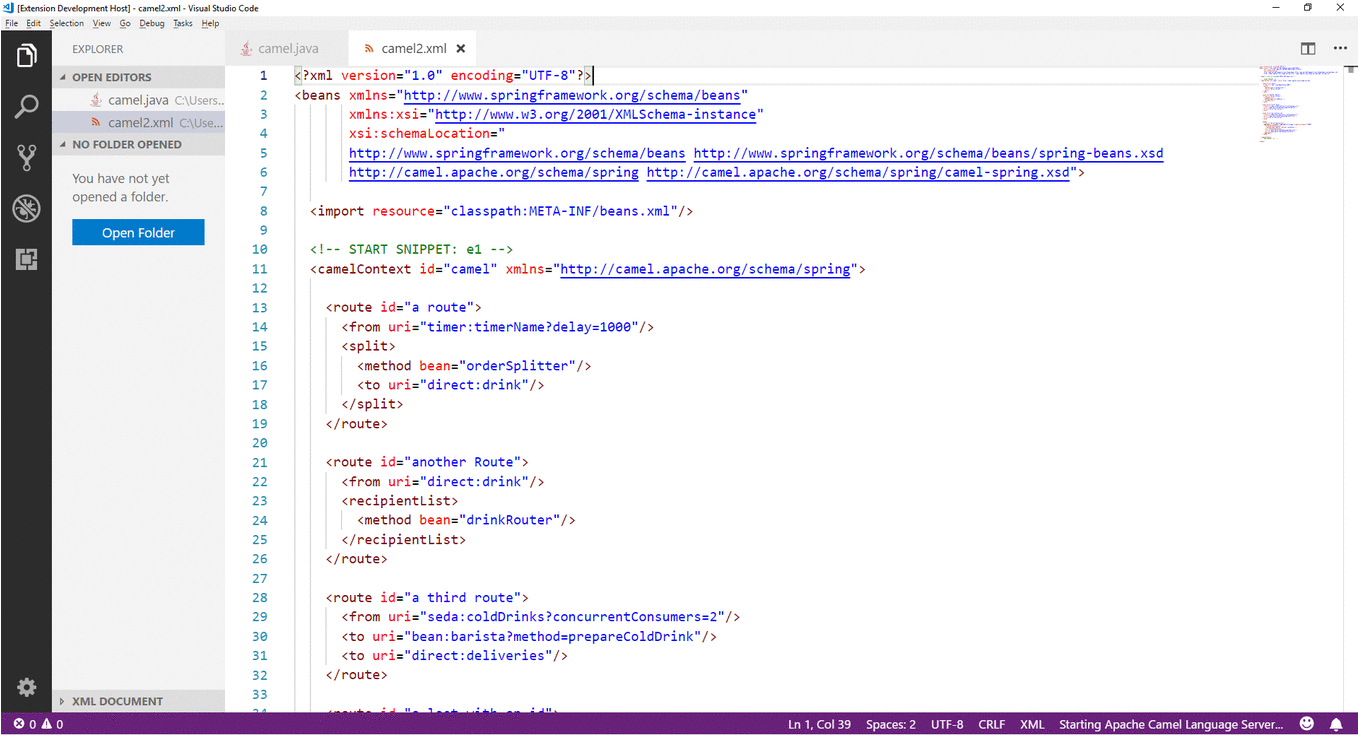 [Extension Development Host] - camel2.xml - Visual Studio Code
File Edit Selection View Go Debug Tasks Help
EXPLORER
OPEN EDITORS
camel.java C:\Users...
camel2.xml C:\Use...
NO FOLDER OPENED
You have not yet
opened a folder.
Open Folder
XML DOCUMENT
camel.java camel2.xml
1 <?xml version="1.0" encoding="UTF-8"?>
2 <beans xmlns="http://www.springframework.org/schema/beans"
3 xmlns:xsi="http://www.w3.org/2001/XMLSchema-instance"
4 xsi:schemaLocation="
5 http://www.springframework.org/schema/beans http://www.springframework.org/schema/beans/spring-beans.xsd
6 http://camel.apache.org/schema/spring http://camel.apache.org/schema/spring/camel-spring.xsd">
7
8 <import resource="classpath:META-INF/beans.xml"/>
9
10 <!-- START SNIPPET: e1 -->
11 <camelContext id="camel" xmlns="http://camel.apache.org/schema/spring">
12
13 <route id="a route">
14 <from uri="timer:timerName?delay=1000"/>
15 <split>
16 <method bean="orderSplitter"/>
17 <to uri="direct:drink"/>
18 </split>
19 </route>
20
21 <route id="another Route">
22 <from uri="direct:drink"/>
23 <recipientList>
24 <method bean="drinkRouter"/>
25 </recipientList>
26 </route>
27
28 <route id="a third route">
29 <from uri="seda:coldDrinks?concurrentConsumers=2"/>
30 <to uri="bean:barista?method=prepareColdDrink"/>
31 <to uri="direct:deliveries"/>
32 </route>
33
0 0 Ln 1, Col 39 Spaces: 2 UTF-8 CRLF XML Starting Apache Camel Language Server...